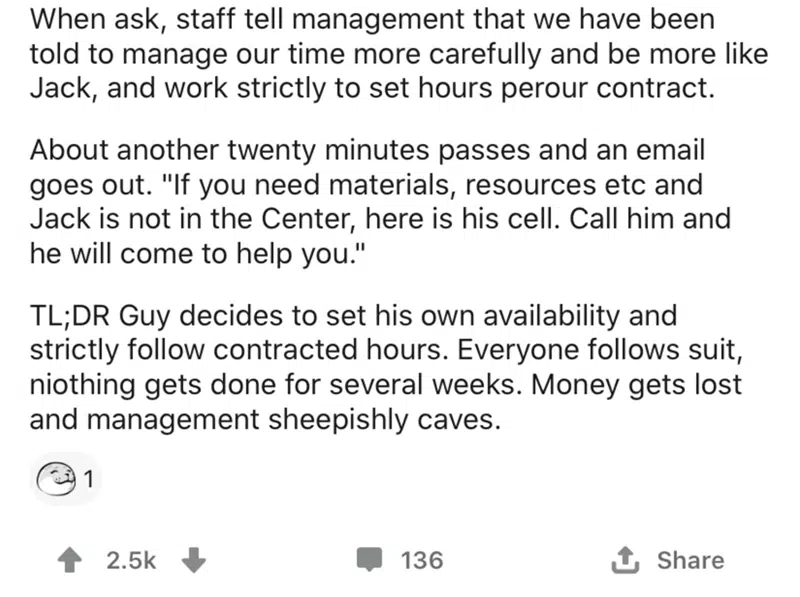 When ask, staff tell management that we have been
told to manage our time more carefully and be more like
Jack, and work strictly to set hours perour contract.
About another twenty minutes passes and an email
goes out. "If you need materials, resources etc and
Jack is not in the Center, here is his cell. Call him and
he will come to help you."
TL;DR Guy decides to set his own availability and
strictly follow contracted hours. Everyone follows suit,
niothing gets done for several weeks. Money gets lost
and management sheepishly caves.
1
2.5k 136 Share